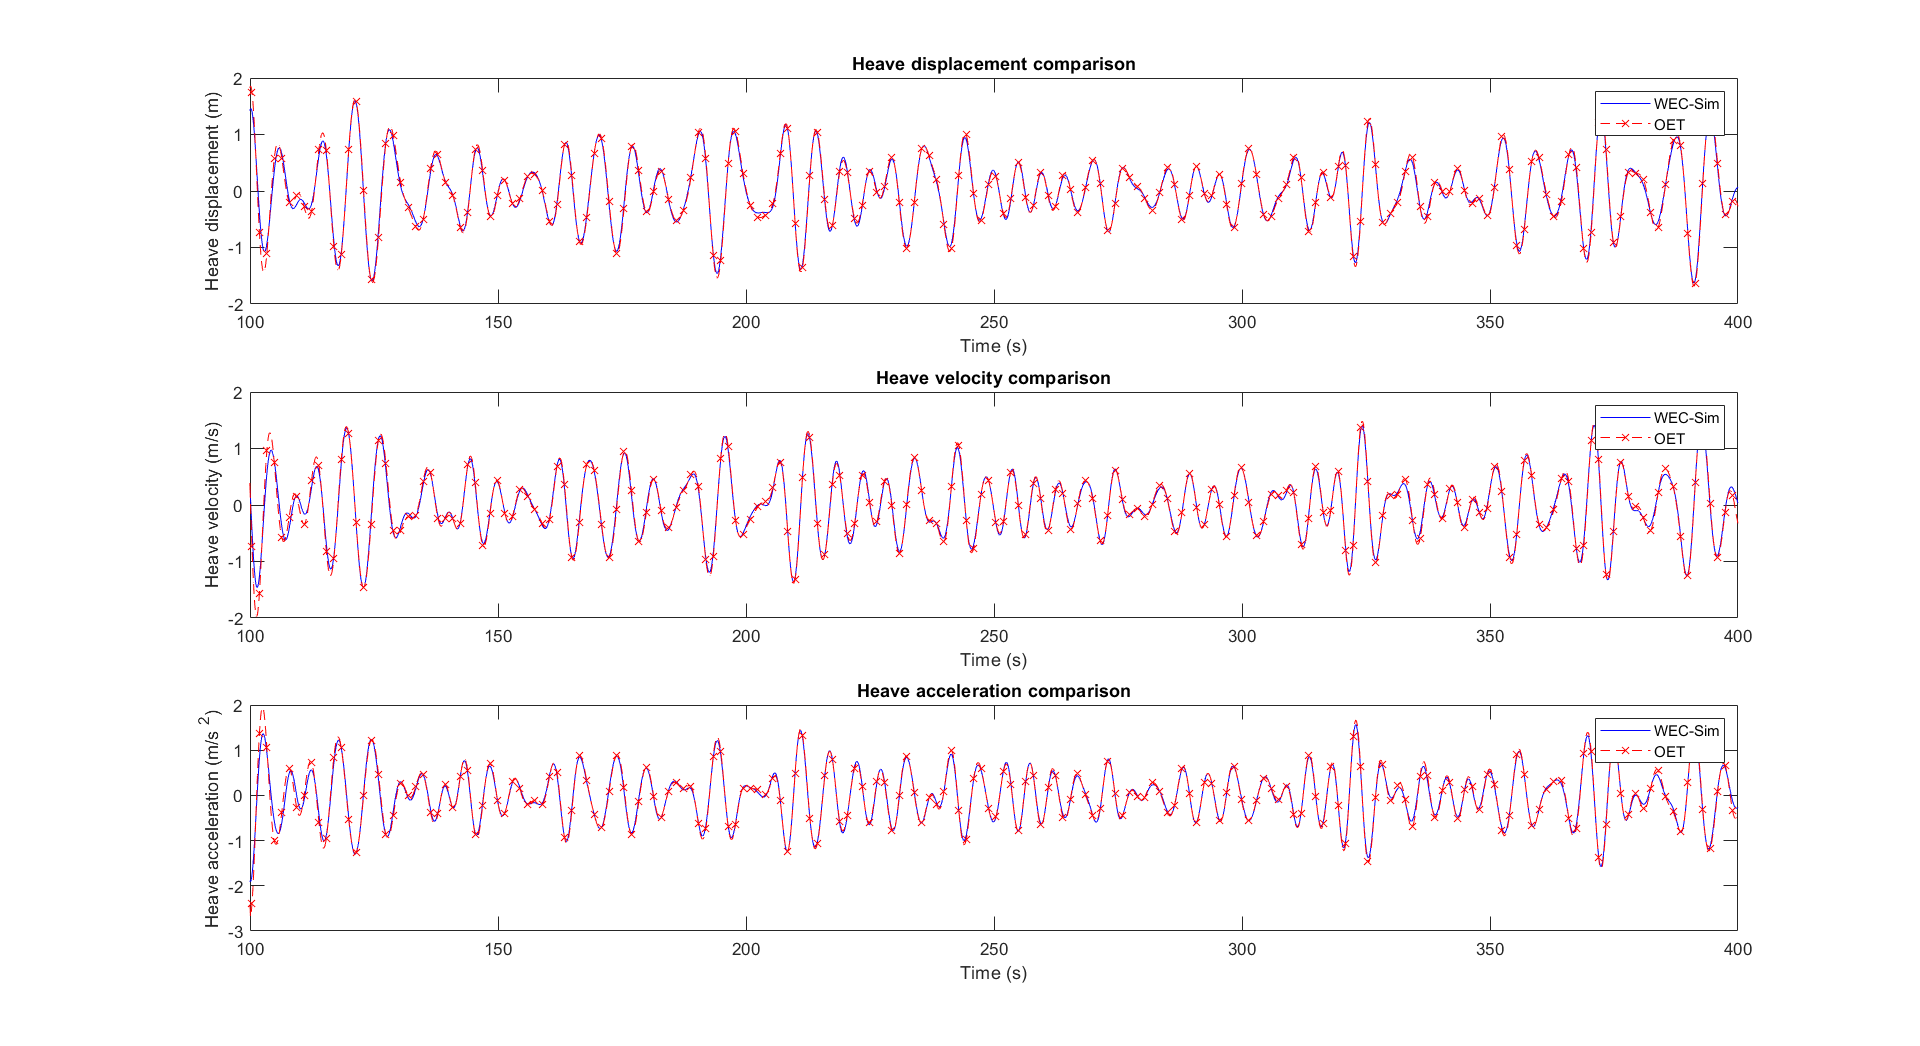 Heave displacement comparison
Heave displacement (m)
2
1
0
-1
-2
WEC-Sim
OET
100 150 200 250 300 350 400
Time (s)
Heave velocity comparison
Heave velocity (m/s)
2
1
0
-1
-2
WEC-Sim
OET
100 150 200 250 300 350 400
Time (s)
Heave acceleration comparison
Heave acceleration (m/s 2)
2
1
0
-1
-2
-3
WEC-Sim
OET
100 150 200 250 300 350 400
Time (s)